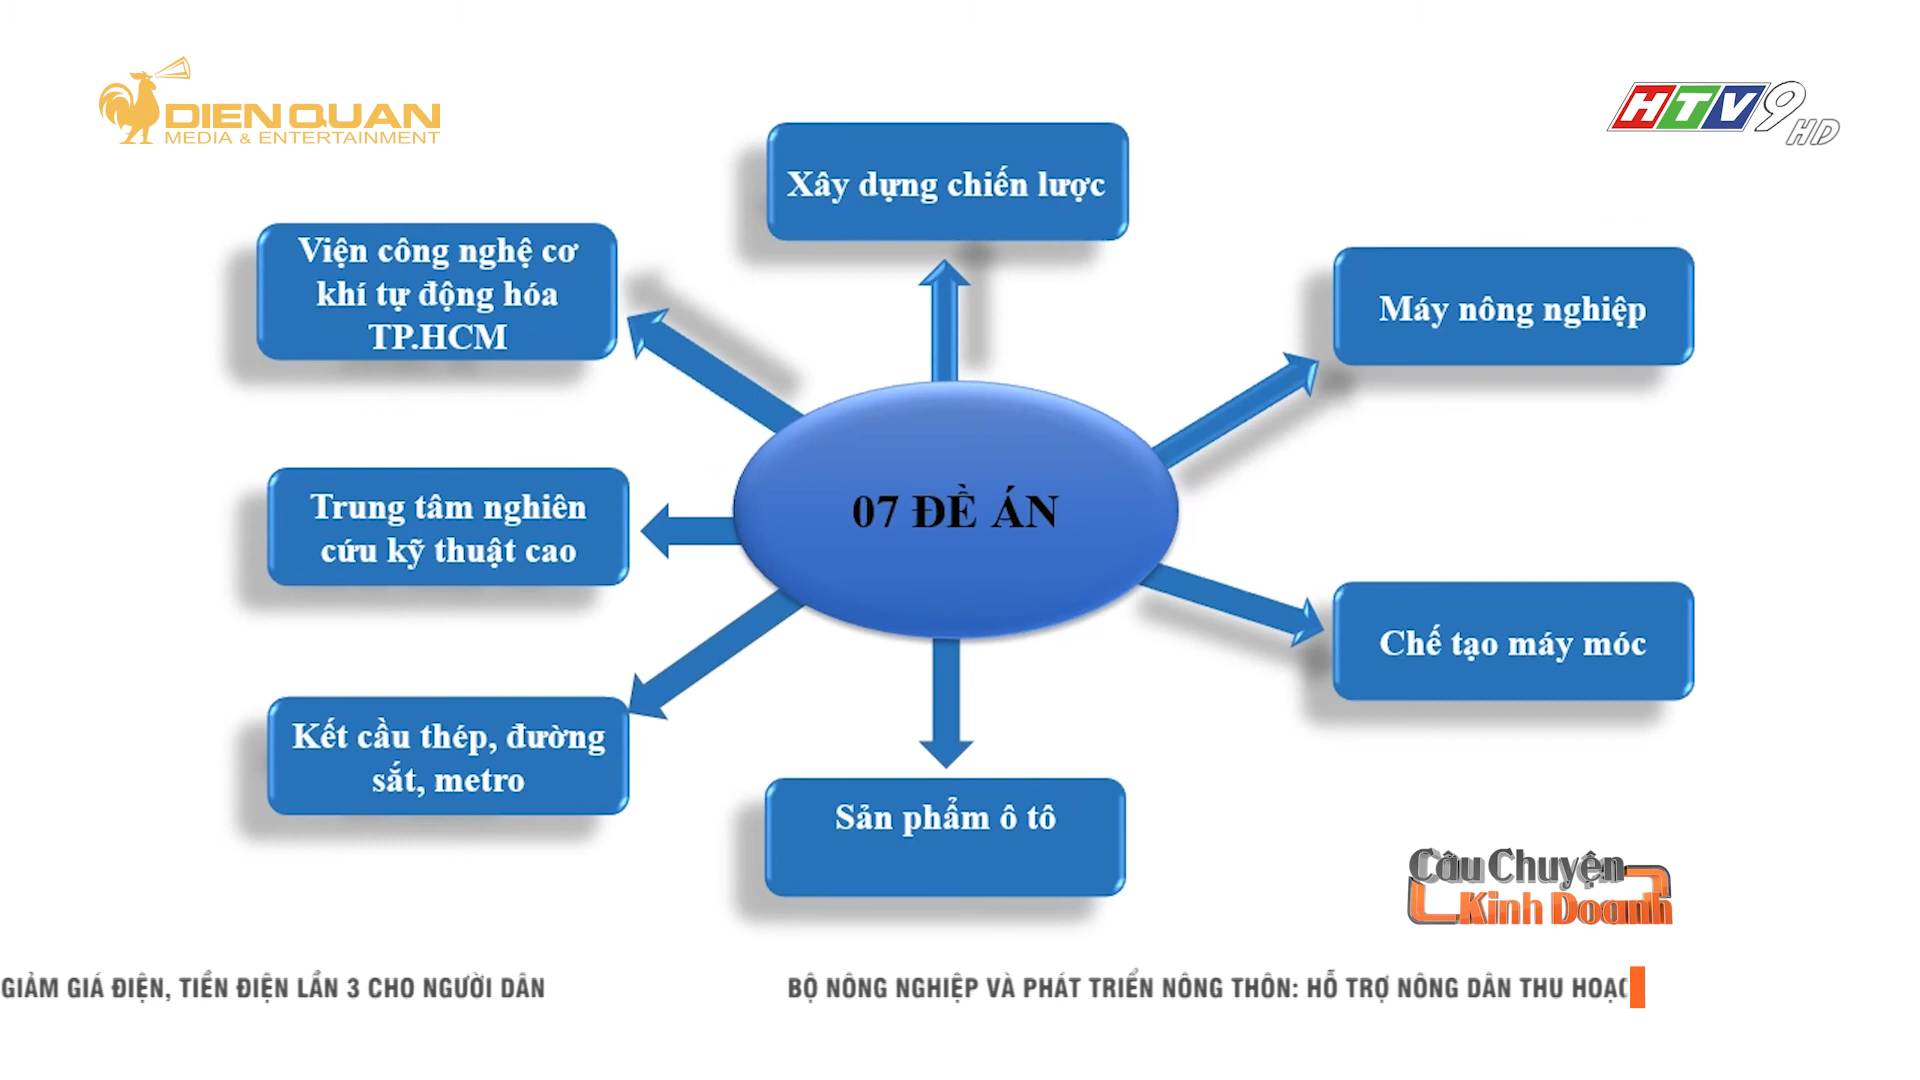 DIEN QUAN
MEDIA & ENTERTAINMENT
HTV9
HD
Xây dựng chiến lược
Viện công nghệ cơ
khí tự động hóa
TP.HCM
Máy nông nghiệp
Trung tâm nghiên
cứu kỹ thuật cao
07 ĐỀ ÁN
Chế tạo máy móc
Kết cầu thép, đường
sắt, metro
Sản phẩm ô tô
Câu Chuyện
Kinh Doanh
GIẢM GIÁ ĐIỆN, TIỀN ĐIỆN LẦN 3 CHO NGƯỜI DÂN
BỘ NÔNG NGHIỆP VÀ PHÁT TRIỂN NÔNG THÔN: HỖ TRỢ NÔNG DÂN THU